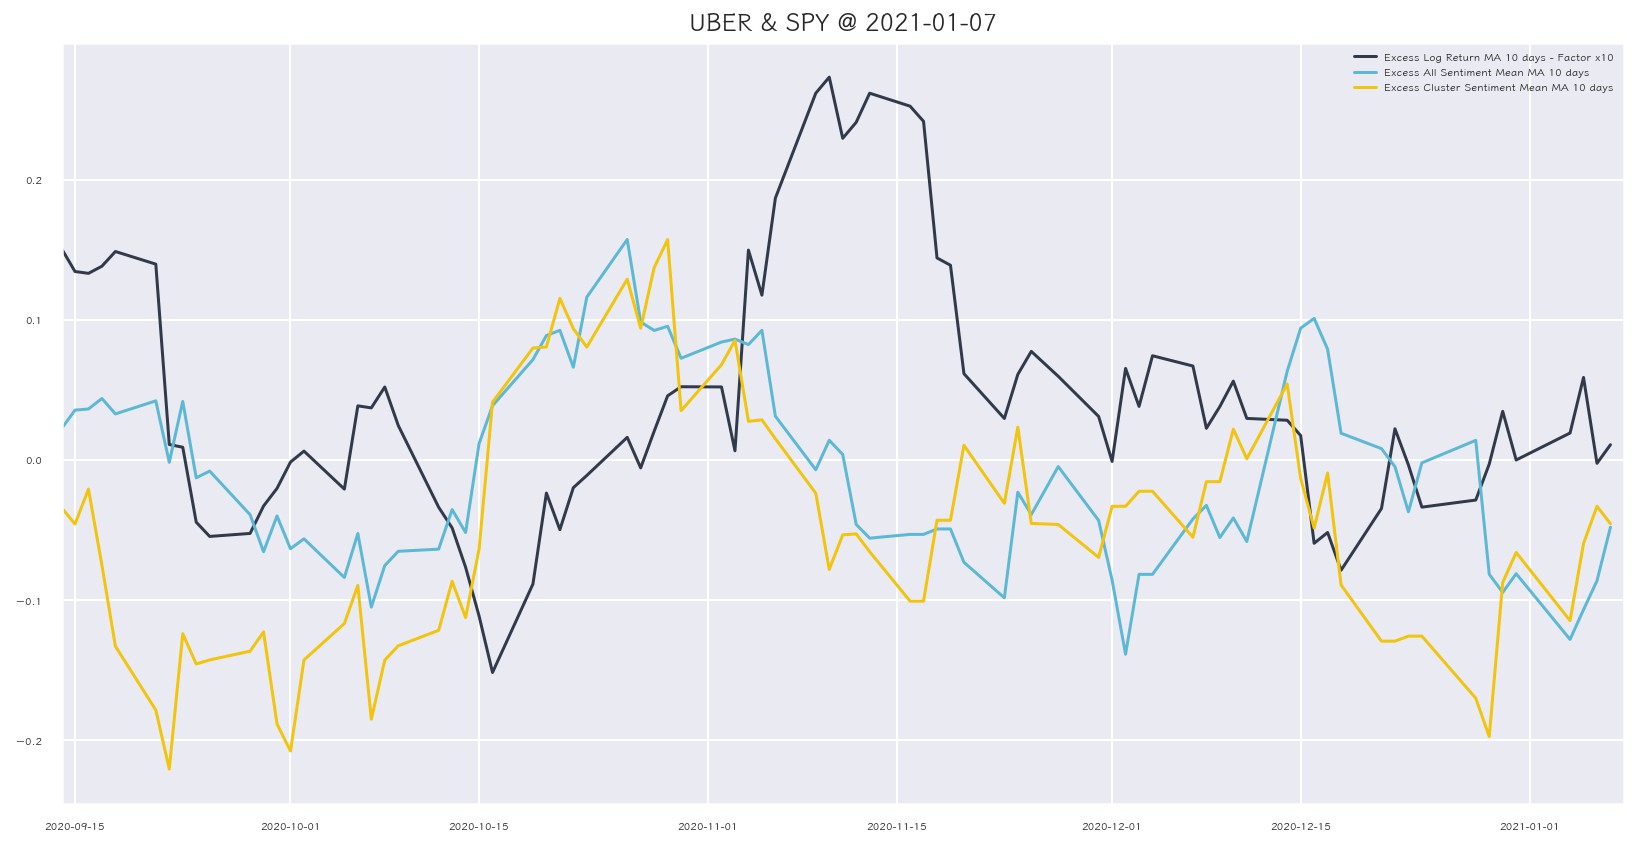 UBER & SPY @ 2021-01-07
Excess Log Return MA 10 days - Factor x10
Excess All Sentiment Mean MA 10 days
Excess Cluster Sentiment Mean MA 10 days
0.2
0.1
0.0
−0.1
−0.2
2020-09-15 2020-10-01 2020-10-15 2020-11-01 2020-11-15 2020-12-01 2020-12-15 2021-01-01